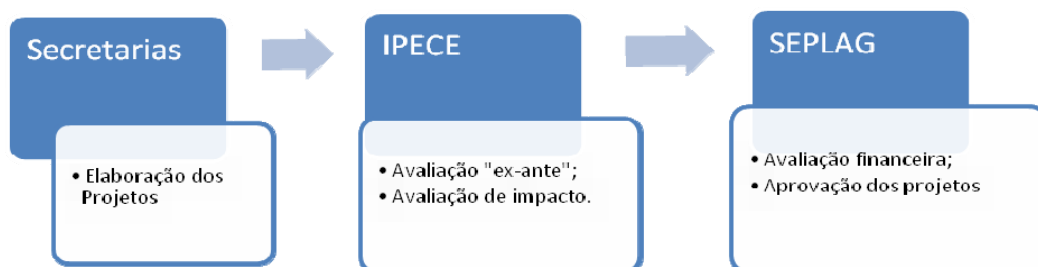 Secretarias
• Elaboração dos
Projetos
IPECE
• Avaliação "ex-ante";
• Avaliação de impacto.
SEPLAG
• Avaliação financeira;
• Aprovação dos projetos